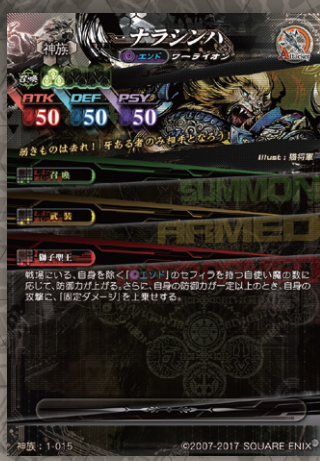 神族
ナラシンハ
Attacker
エンド ワーライオン
召喚
ATK 50 DEF 50 PSY 50
弱きものは去れ! 牙ある者のみ相手となろう
Illust:猫将軍
召喚
SUMMON
武装
ARMED
獅子聖王
戦場にいる、自身を除く「エンド」のセフィラを持つ自使い魔の数に
応じて、防御力が上がる。さらに、自身の防御力が一定以上のとき、自身の
攻撃に、「固定ダメージ」を上乗せする。
神族:1-015
©2007-2017 SQUARE ENIX